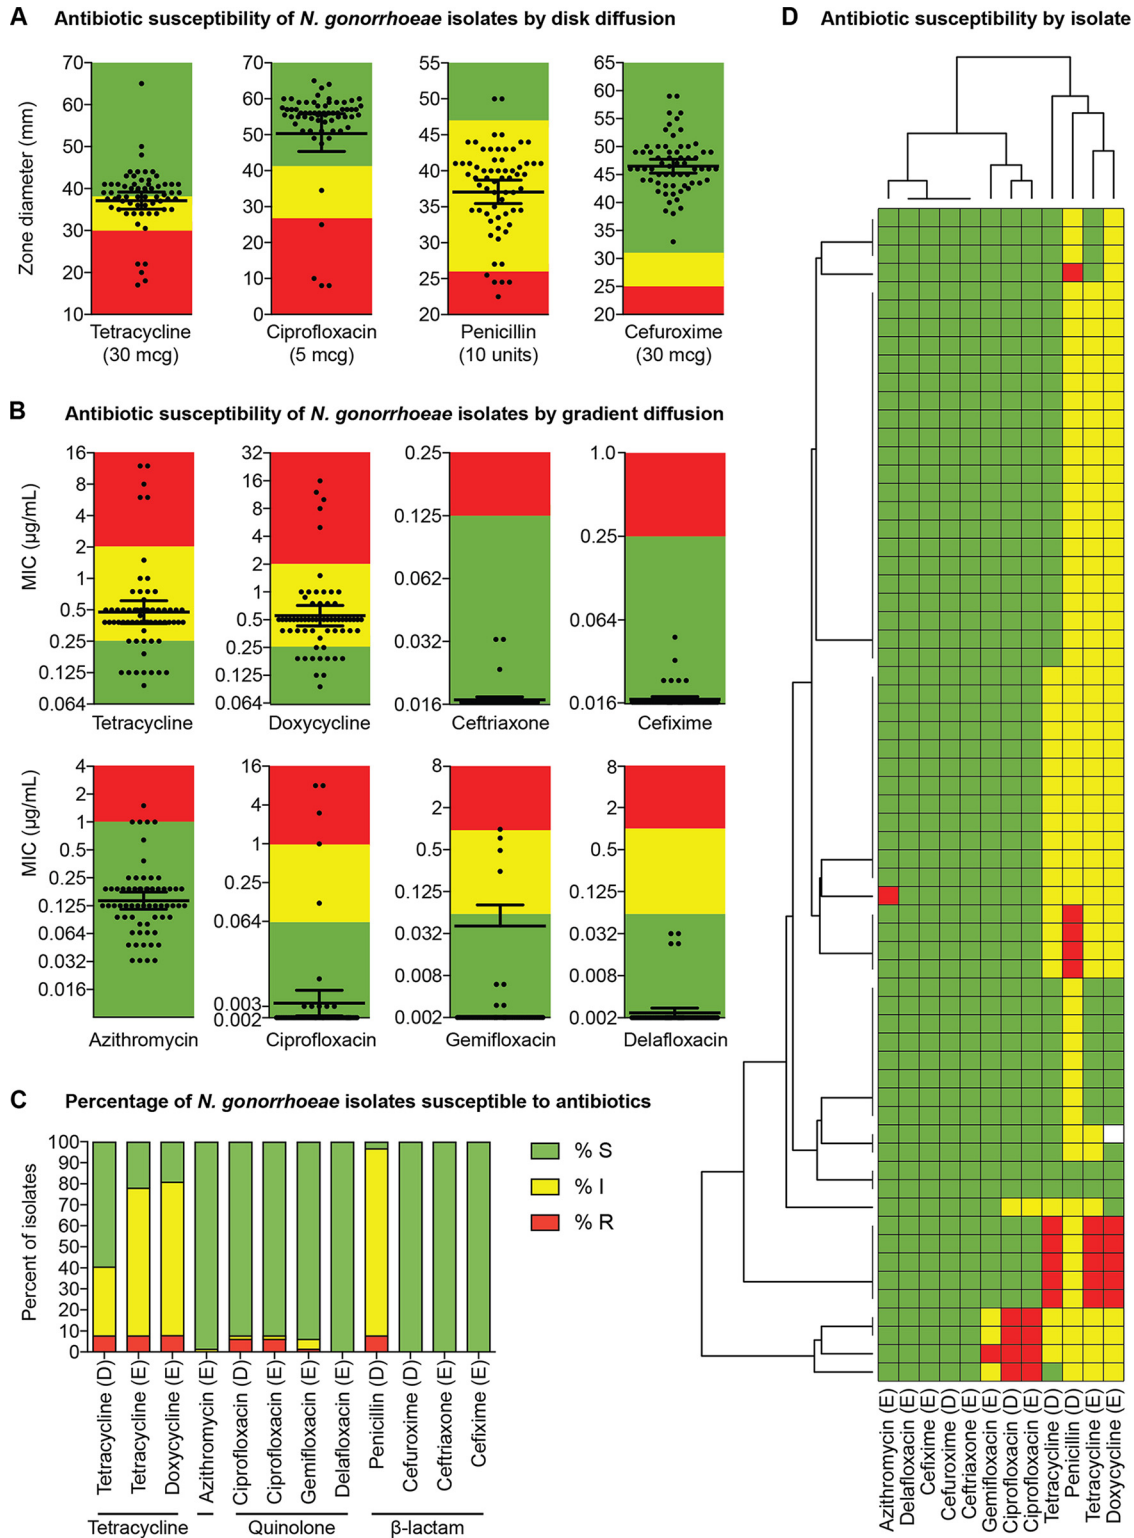 A Antibiotic susceptibility of N. gonorrhoeae isolates by disk diffusion
Zone diameter (mm)
70
60
50
40
30
20
10
Tetracycline
(30 mcg)
70
60
50
40
30
20
10
0
Ciprofloxacin
(5 mcg)
55
50
45
40
35
30
25
20
Penicillin
(10 units)
65
60
55
50
45
40
35
30
25
20
Cefuroxime
(30 mcg)
B Antibiotic susceptibility of N. gonorrhoeae isolates by gradient diffusion
MIC (µg/mL)
16
8
4
2
1
0.5
0.25
0.125
0.064
Tetracycline
32
16
8
4
2
1
0.5
0.25
0.125
0.064
Doxycycline
0.25
0.125
0.062
0.032
0.016
Ceftriaxone
1.0
0.25
0.064
0.016
Cefixime
MIC (µg/mL)
4
2
1
0.5
0.25
0.125
0.064
0.032
0.016
Azithromycin
16
4
1
0.25
0.064
0.003
0.002
Ciprofloxacin
8
2
0.5
0.125
0.032
0.008
0.002
Gemifloxacin
8
2
0.5
0.125
0.032
0.008
0.002
Delafloxacin
C Percentage of N. gonorrhoeae isolates susceptible to antibiotics
Percent of isolates
100
90
80
70
60
50
40
30
20
10
0
Tetracycline (D)
Tetracycline (E)
Doxycycline (E)
Azithromycin (E)
Ciprofloxacin (D)
Ciprofloxacin (E)
Gemifloxacin (E)
Delafloxacin (E)
Penicillin (D)
Cefuroxime (D)
Ceftriaxone (E)
Cefixime (E)
Tetracycline
Quinolone
β-lactam
% S
% I
% R
D Antibiotic susceptibility by isolate
Azithromycin (E)
Delafloxacin (E)
Cefixime (E)
Cefuroxime (D)
Ceftriaxone (E)
Gemifloxacin (E)
Ciprofloxacin (D)
Ciprofloxacin (E)
Tetracycline (D)
Penicillin (D)
Tetracycline (E)
Doxycycline (E)